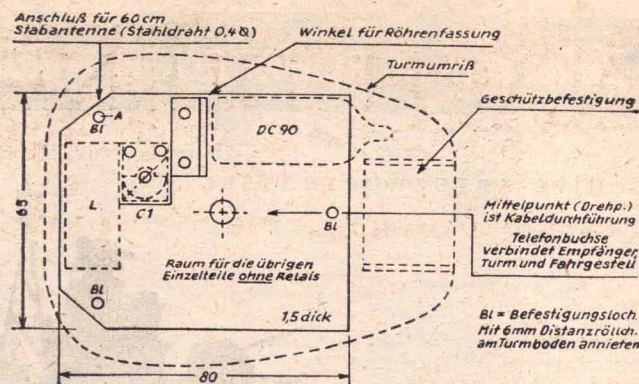 Anschluß für 60 cm
Stabantenne (Stahldraht 0,4 Q)
Winkel für Röhrenfassung
Turmumriß
Geschützbefestigung
A
Bl
DC 90
L
C1
65
Bl
Mittelpunkt (Drehp.)
ist Kabeldurchführung
Telefonbuchse
verbindet Empfänger,
Turm und Fahrgestell
Raum für die übrigen
Einzelteile ohne Relais
Bl
1,5 dick
Bl = Befestigungsloch.
Mit 6mm Distanzröllch.
am Turmboden annieten
80